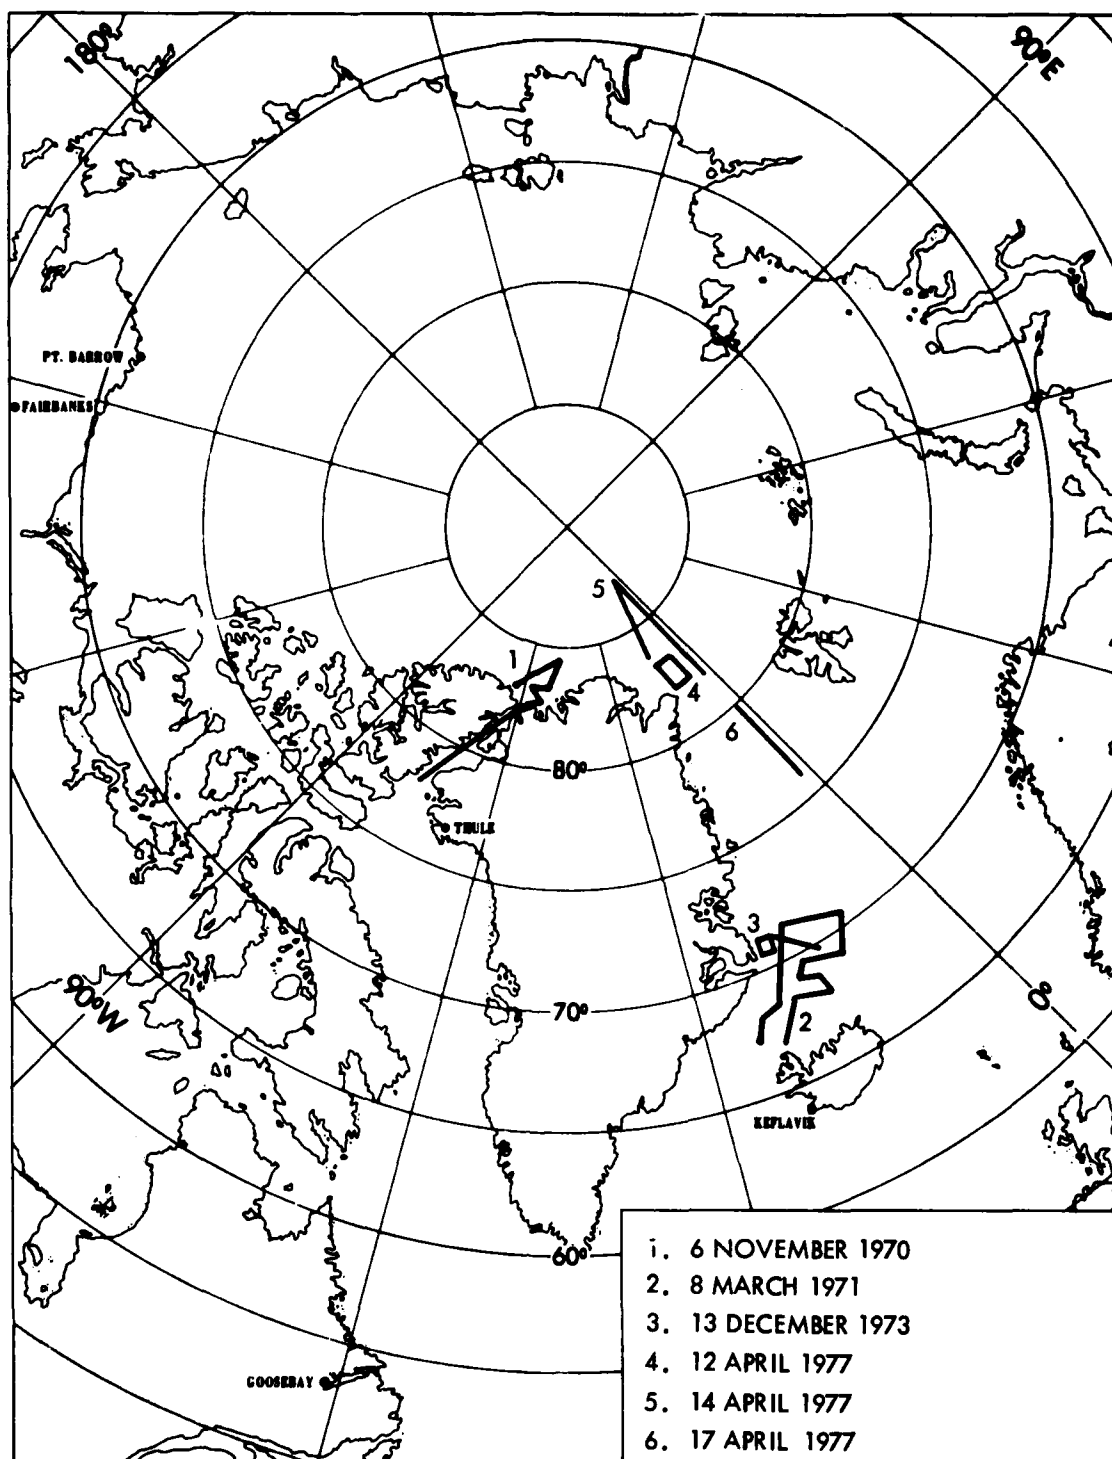 180°
90°E
PT. BARROW
FAIRBANKS
5
1
4
6
80°
THULE
3
90°W
70°
2
0°
KEFLAVIK
60°
GOOSEBAY
1. 6 NOVEMBER 1970
2. 8 MARCH 1971
3. 13 DECEMBER 1973
4. 12 APRIL 1977
5. 14 APRIL 1977
6. 17 APRIL 1977